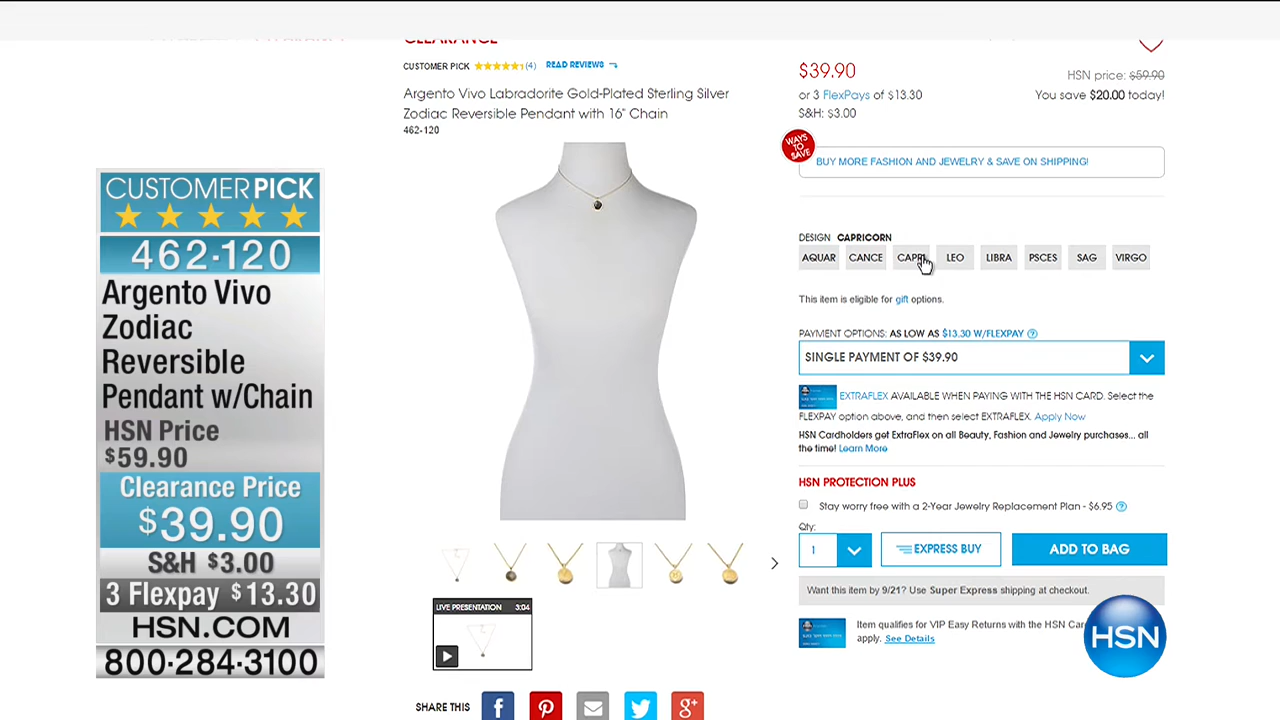 CLEARANCE
CUSTOMER PICK (4) READ REVIEWS
Argento Vivo Labradorite Gold-Plated Sterling Silver
Zodiac Reversible Pendant with 16" Chain
462-120
$39.90
HSN price: $59.90
or 3 FlexPays of $13.30
You save $20.00 today!
S&H: $3.00
WAYS
TO
SAVE
BUY MORE FASHION AND JEWELRY & SAVE ON SHIPPING!
DESIGN CAPRICORN
AQUAR CANCE CAPRI LEO LIBRA PSCES SAG VIRGO
This item is eligible for gift options.
PAYMENT OPTIONS: AS LOW AS $13.30 W/FLEXPAY ?
SINGLE PAYMENT OF $39.90
EXTRAFLEX AVAILABLE WHEN PAYING WITH THE HSN CARD. Select the
FLEXPAY option above, and then select EXTRAFLEX. Apply Now
HSN Cardholders get ExtraFlex on all Beauty, Fashion and Jewelry purchases... all
the time! Learn More
HSN PROTECTION PLUS
Stay worry free with a 2-Year Jewelry Replacement Plan - $6.95 ?
Qty:
1
EXPRESS BUY
ADD TO BAG
Want this item by 9/21? Use Super Express shipping at checkout.
Item qualifies for VIP Easy Returns with the HSN Car
apply. See Details
HSN
LIVE PRESENTATION 3:04
SHARE THIS
CUSTOMER PICK
462-120
Argento Vivo
Zodiac
Reversible
Pendant w/Chain
HSN Price
$59.90
Clearance Price
$39.90
S&H $3.00
3 Flexpay $13.30
HSN.COM
800-284-3100